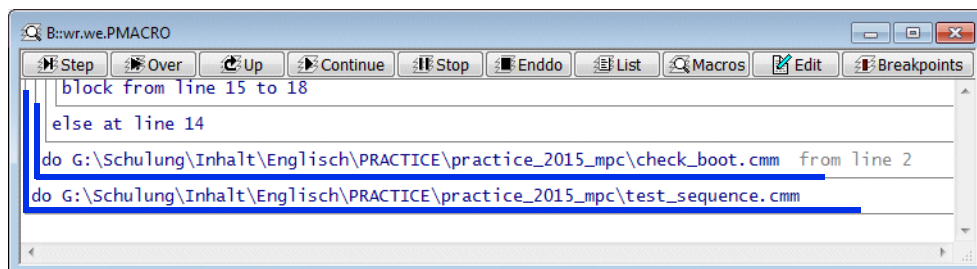 B::wr.we.PMACRO
Step Over Up Continue Stop Enddo List Macros Edit Breakpoints
block from line 15 to 18
else at line 14
do G:\Schulung\Inhalt\Englisch\PRACTICE\practice_2015_mpc\check_boot.cmm from line 2
do G:\Schulung\Inhalt\Englisch\PRACTICE\practice_2015_mpc\test_sequence.cmm